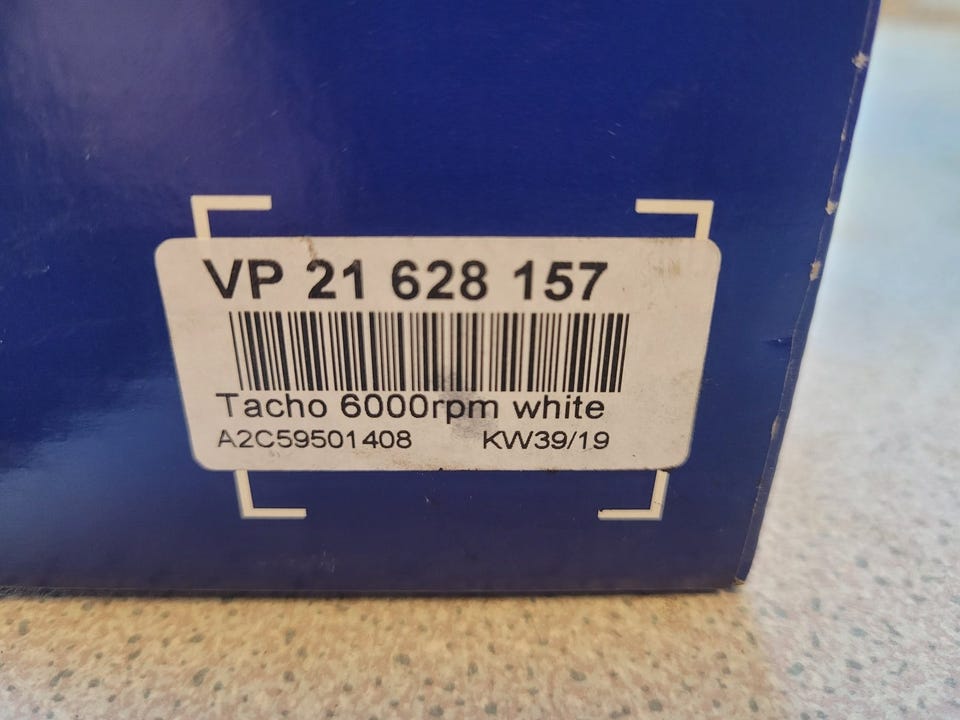 VP 21 628 157
Tacho 6000rpm white
A2C59501408 KW39/19